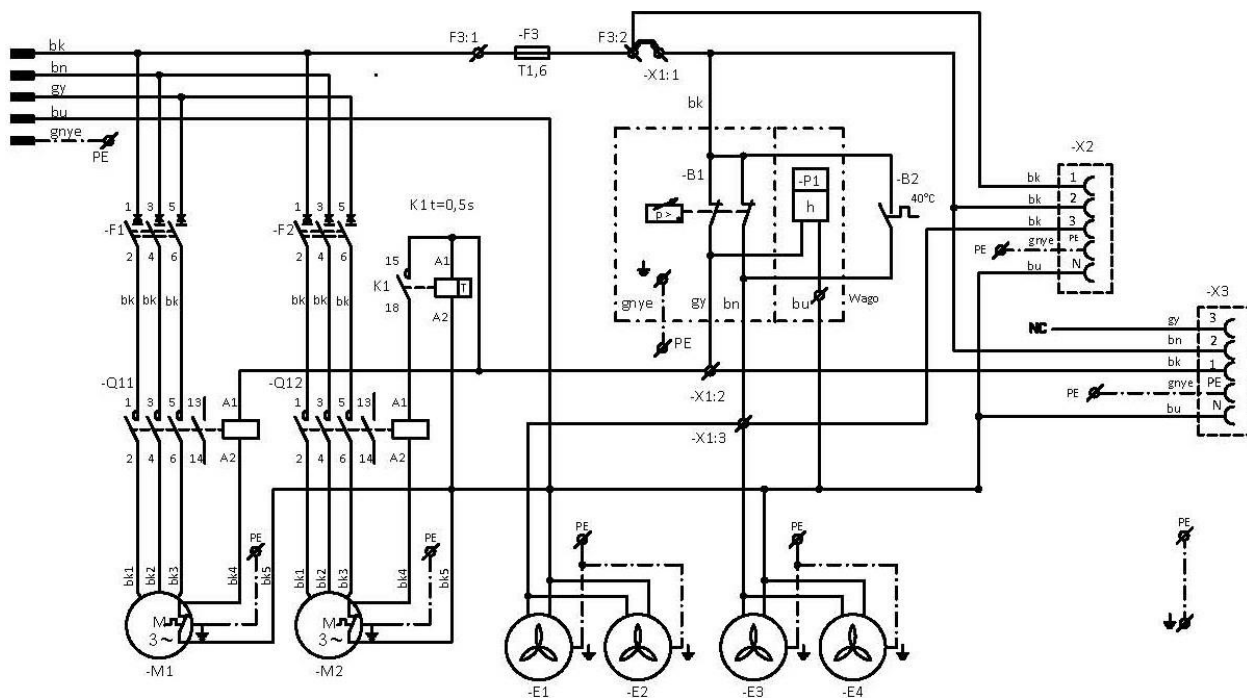 bk
bn
gy
bu
gnye
PE
F3:1
-F3
T1,6
F3:2
-X1:1
bk
-B1
p >
-P1
h
-B2
40°C
-X2
bk 1
bk 2
bk 3
PE gnye PE
bu N
1 3 5
-F1
2 4 6
bk bk bk
1 3 5
-F2
2 4 6
bk bk bk
K1 t=0,5s
15 A1
K1 T
18 A2
gnye
PE
gy
bn
bu
Wago
-X3
NC gy 3
bn 2
bk 1
PE gnye PE
bu N
-X1:2
-X1:3
-Q11
1 3 5 13 A1
2 4 6 14 A2
-Q12
1 3 5 13 A1
2 4 6 14 A2
bk1 bk2 bk3 bk4 PE bk5
M
3 ~
-M1
bk1 bk2 bk3 bk4 PE bk5
M
3 ~
-M2
PE
-E1
-E2
PE
-E3
-E4
PE